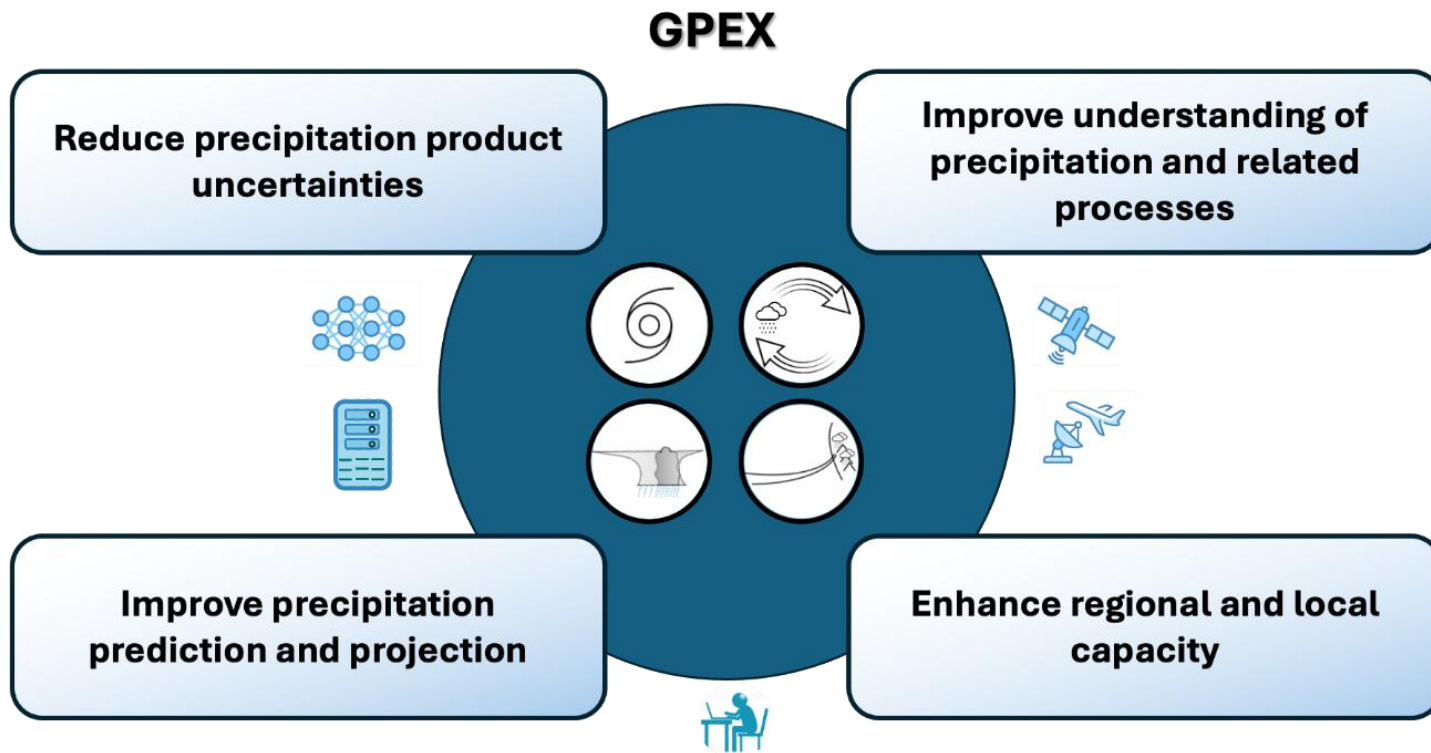 GPEX
Reduce precipitation product
uncertainties
Improve understanding of
precipitation and related
processes
Improve precipitation
prediction and projection
Enhance regional and local
capacity